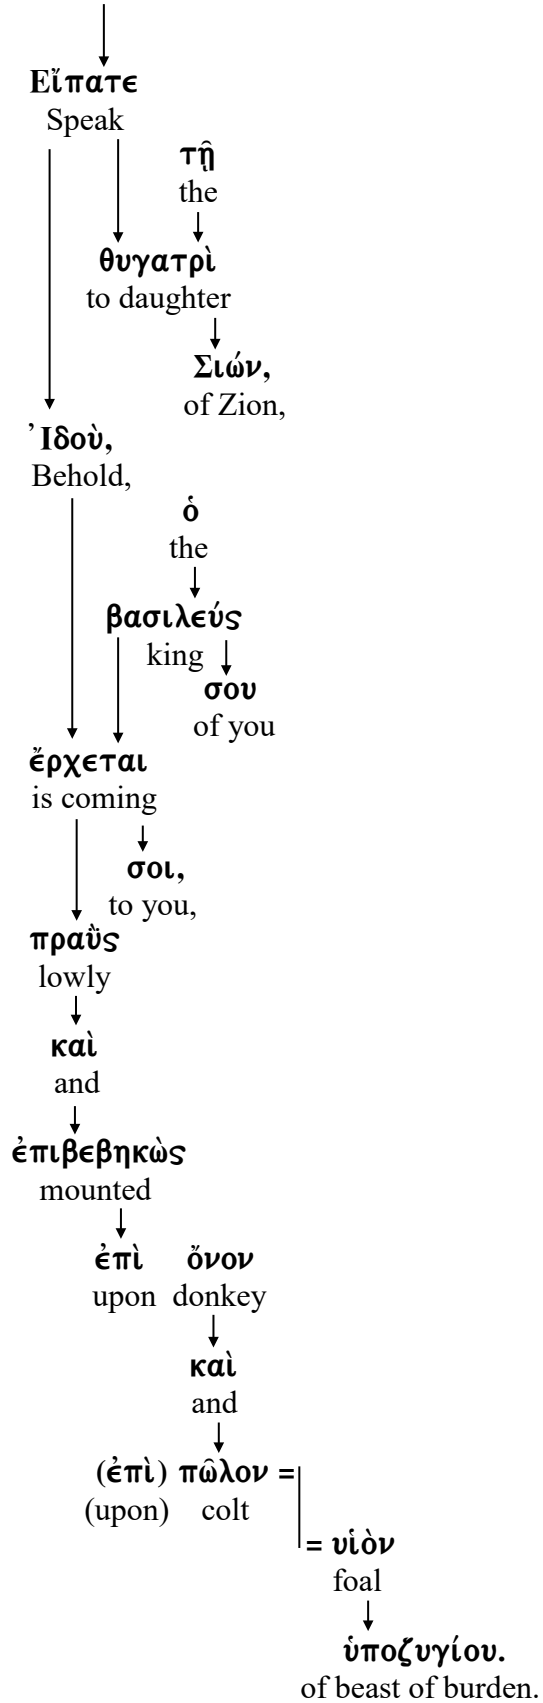 Εἴπατε
Speak
τῇ
the
θυγατρὶ
to daughter
Σιών,
of Zion,
Ἰδοὺ,
Behold,
ὁ
the
βασιλεύς
king
σου
of you
ἔρχεται
is coming
σοι,
to you,
πραῢς
lowly
καὶ
and
ἐπιβεβηκὼς
mounted
ἐπὶ ὄνον
upon donkey
καὶ
and
(ἐπὶ) πῶλον =
(upon) colt
= υἱὸν
foal
ὑποζυγίου.
of beast of burden.